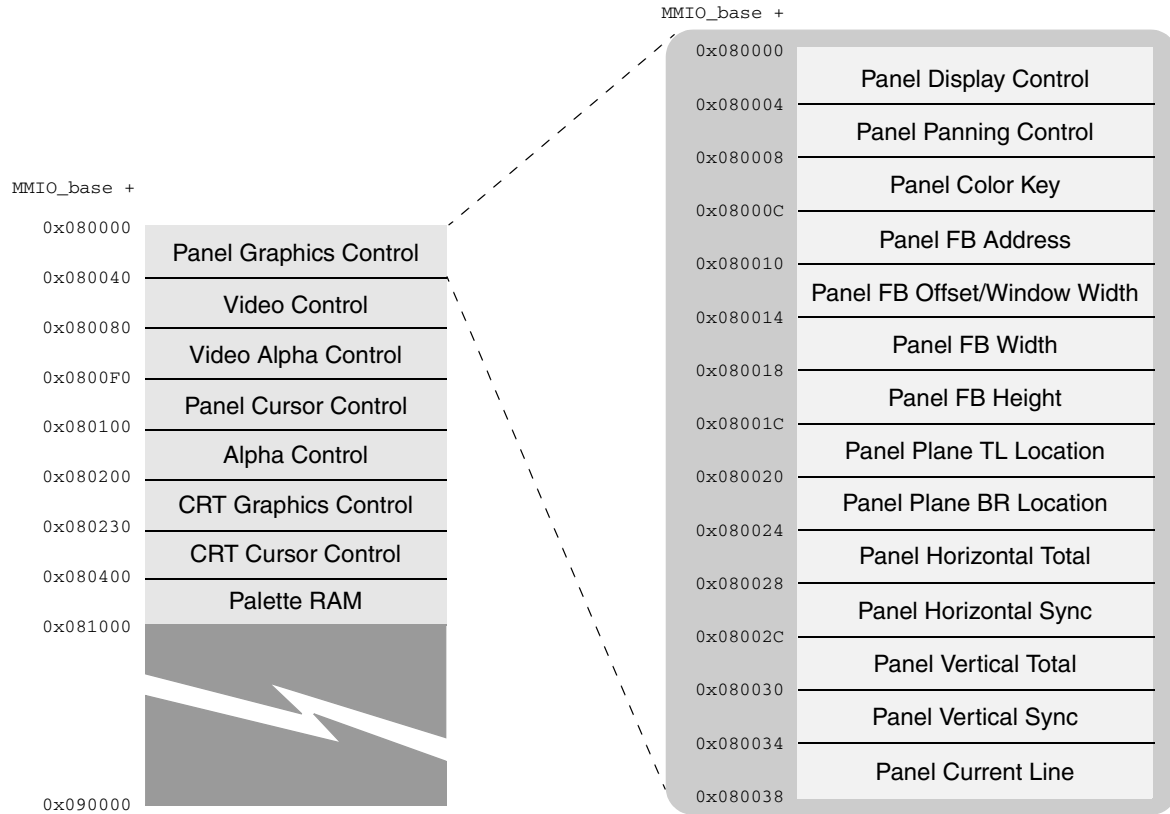 MMIO_base +
0x080000
Panel Graphics Control
0x080040
Video Control
0x080080
Video Alpha Control
0x0800F0
Panel Cursor Control
0x080100
Alpha Control
0x080200
CRT Graphics Control
0x080230
CRT Cursor Control
0x080400
Palette RAM
0x081000
0x090000
MMIO_base +
0x080000
Panel Display Control
0x080004
Panel Panning Control
0x080008
Panel Color Key
0x08000C
Panel FB Address
0x080010
Panel FB Offset/Window Width
0x080014
Panel FB Width
0x080018
Panel FB Height
0x08001C
Panel Plane TL Location
0x080020
Panel Plane BR Location
0x080024
Panel Horizontal Total
0x080028
Panel Horizontal Sync
0x08002C
Panel Vertical Total
0x080030
Panel Vertical Sync
0x080034
Panel Current Line
0x080038